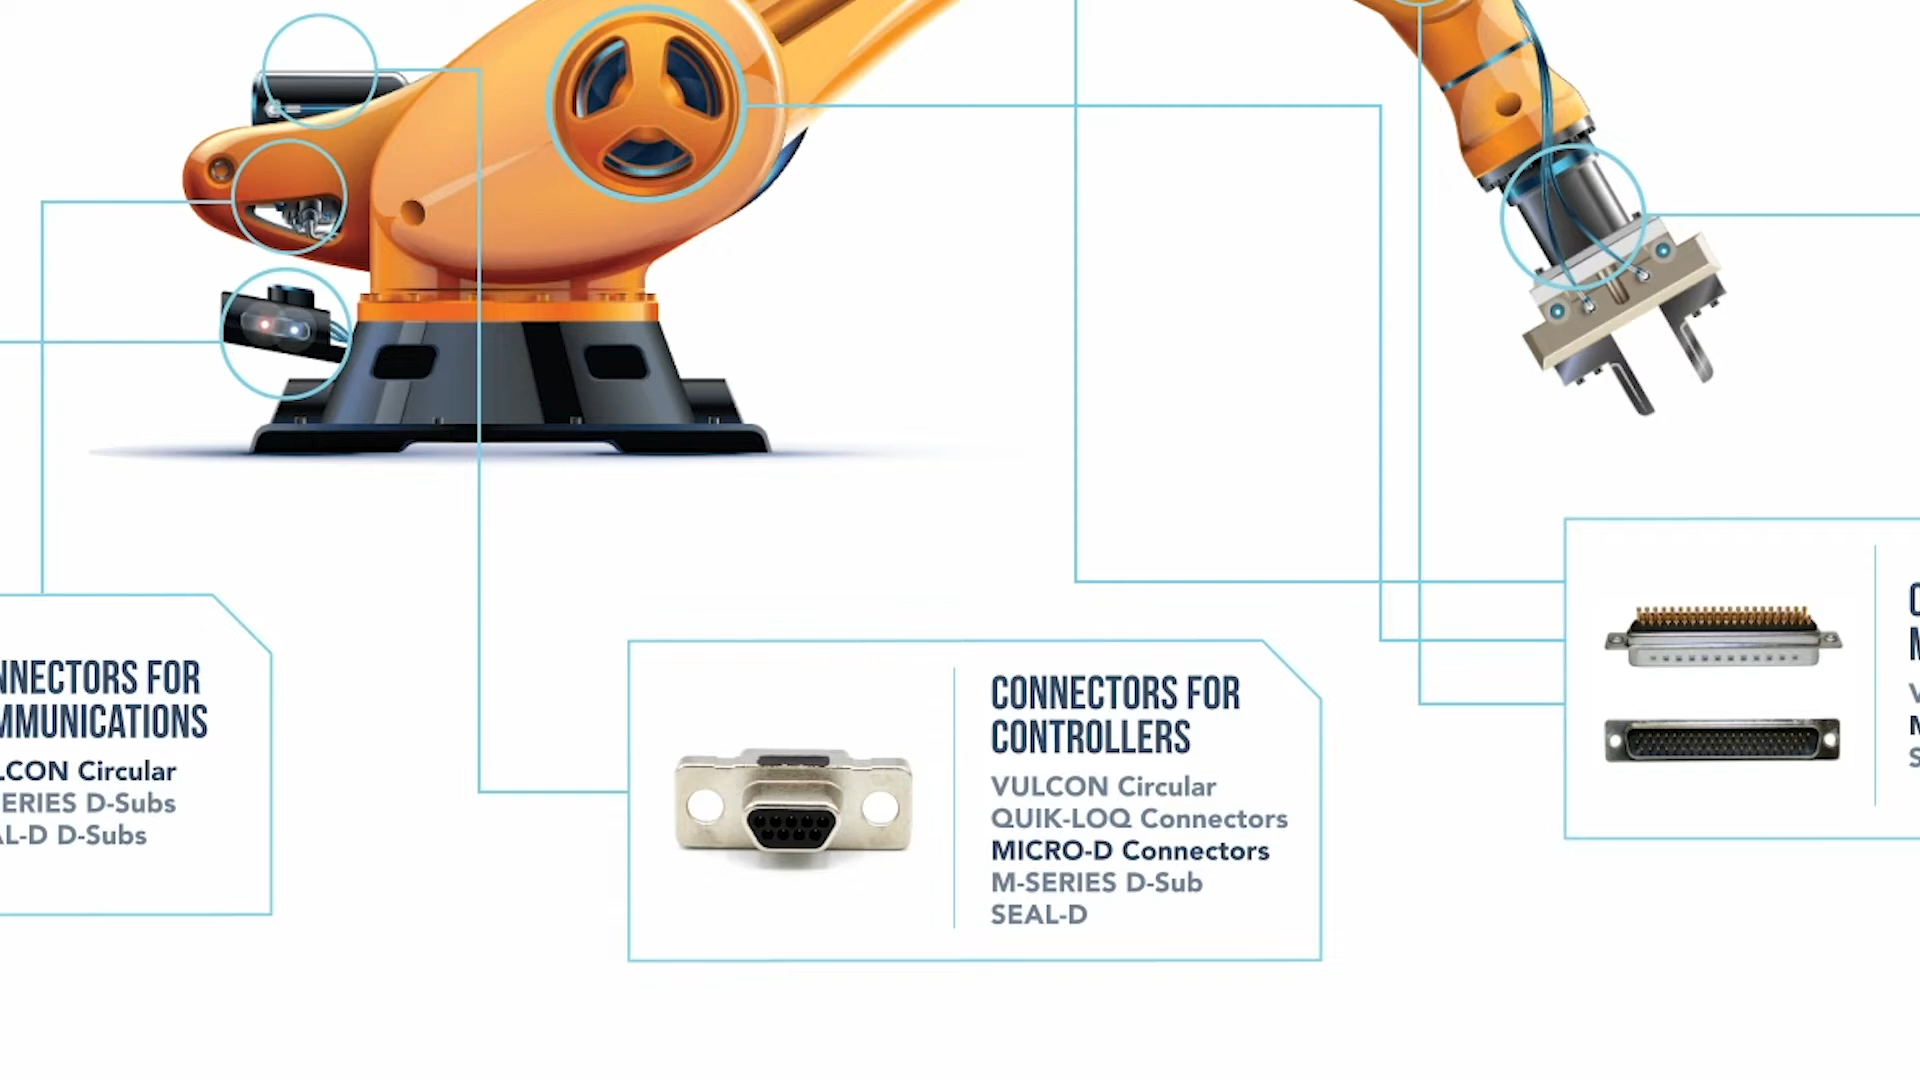 NNECTORS FOR
MMUNICATIONS
LCON Circular
ERIES D-Subs
AL-D D-Subs
CONNECTORS FOR
CONTROLLERS
VULCON Circular
QUIK-LOQ Connectors
MICRO-D Connectors
M-SERIES D-Sub
SEAL-D